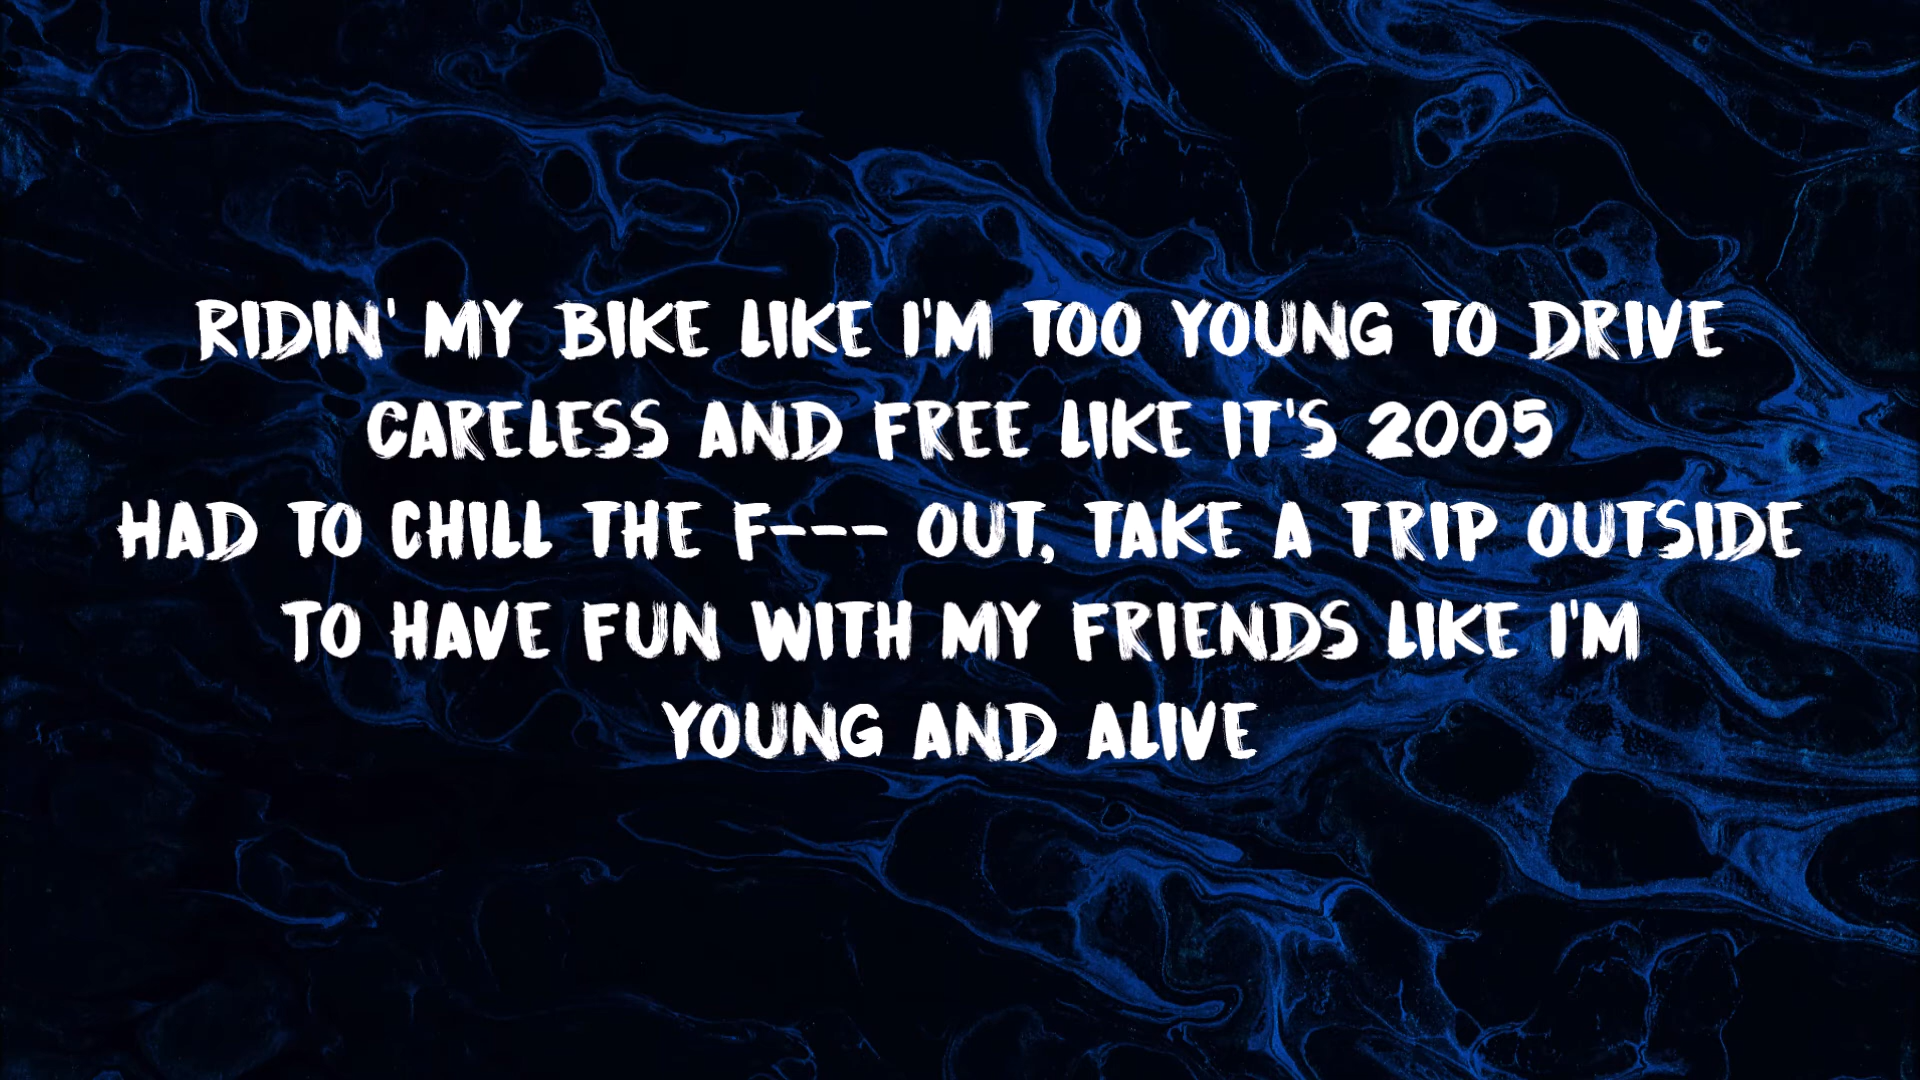 RIDIN' MY BIKE LIKE I'M TOO YOUNG TO DRIVE
CARELESS AND FREE LIKE IT'S 2005
HAD TO CHILL THE F--- OUT, TAKE A TRIP OUTSIDE
TO HAVE FUN WITH MY FRIENDS LIKE I'M
YOUNG AND ALIVE